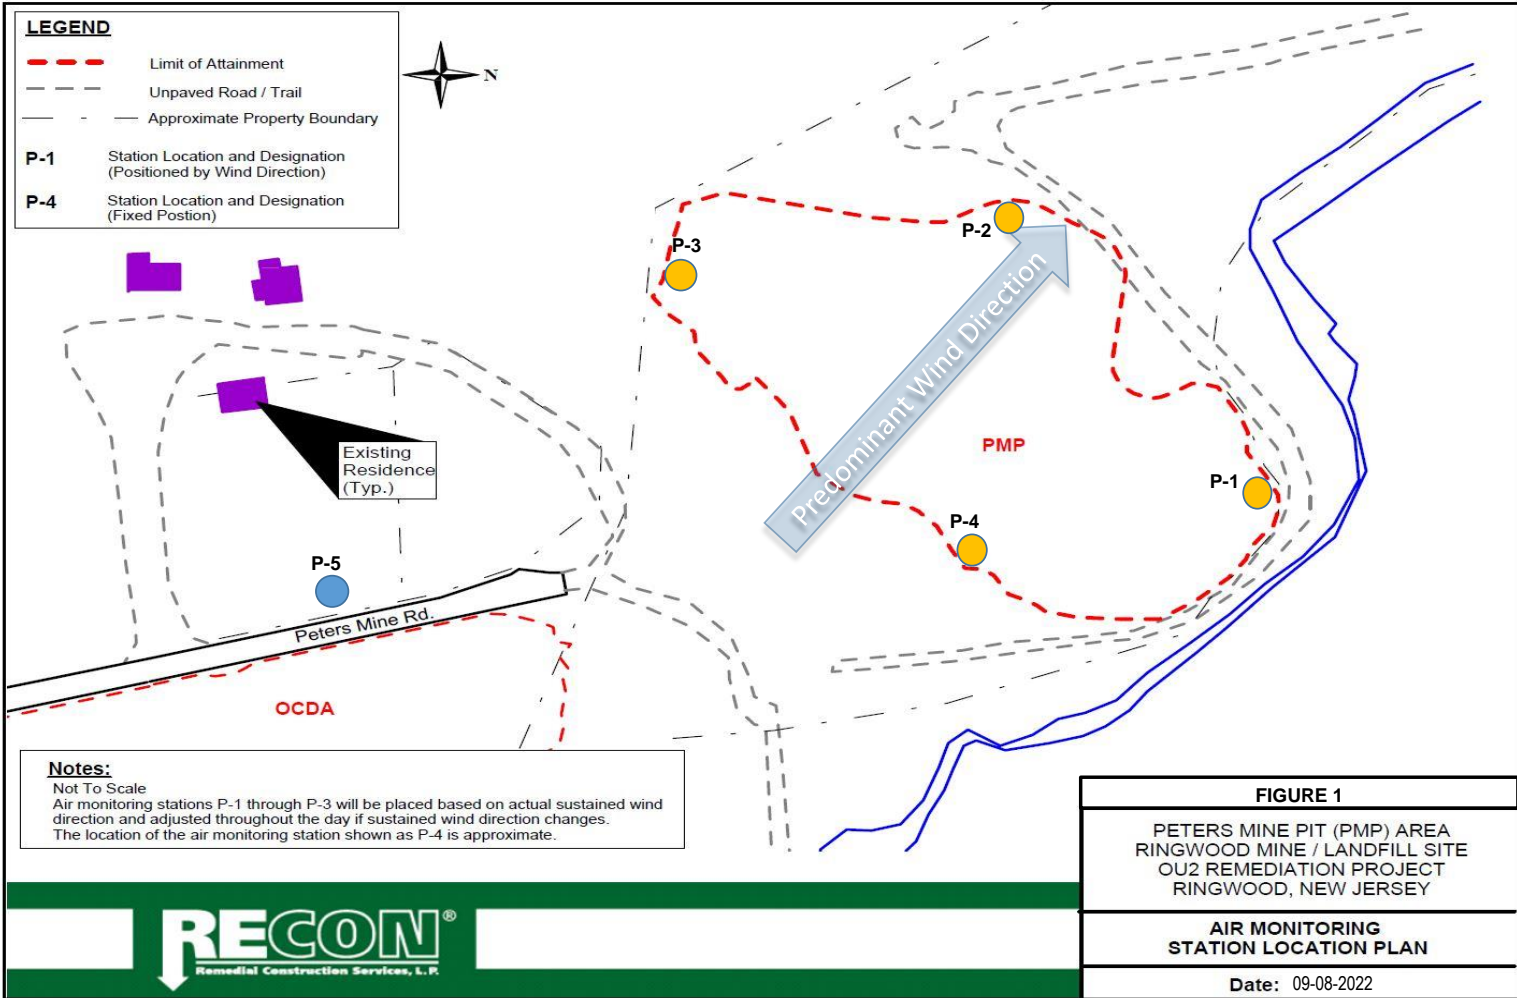 LEGEND
Limit of Attainment
Unpaved Road / Trail
Approximate Property Boundary
P-1 Station Location and Designation
(Positioned by Wind Direction)
P-4 Station Location and Designation
(Fixed Postion)
N
P-2
P-3
Predominant Wind Direction
PMP
P-1
P-4
Existing
Residence
(Typ.)
P-5
Peters Mine Rd.
OCDA
Notes:
Not To Scale
Air monitoring stations P-1 through P-3 will be placed based on actual sustained wind
direction and adjusted throughout the day if sustained wind direction changes.
The location of the air monitoring station shown as P-4 is approximate.
RECON®
Remedial Construction Services, L.P.
FIGURE 1
PETERS MINE PIT (PMP) AREA
RINGWOOD MINE / LANDFILL SITE
OU2 REMEDIATION PROJECT
RINGWOOD, NEW JERSEY
AIR MONITORING
STATION LOCATION PLAN
Date: 09-08-2022